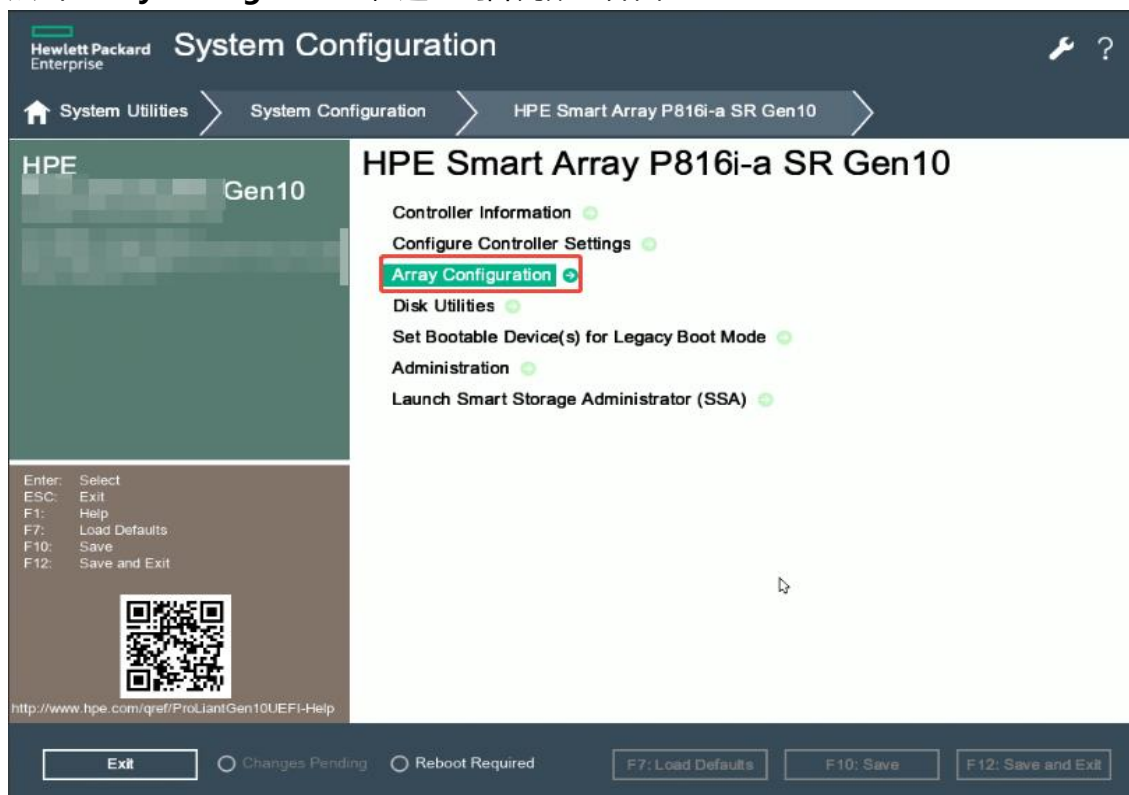 Hewlett Packard
Enterprise
System Configuration
?
System Utilities
System Configuration
HPE Smart Array P816i-a SR Gen10
HPE
Gen10
HPE Smart Array P816i-a SR Gen10
Controller Information
Configure Controller Settings
Array Configuration
Disk Utilities
Set Bootable Device(s) for Legacy Boot Mode
Administration
Launch Smart Storage Administrator (SSA)
Enter: Select
ESC: Exit
F1: Help
F7: Load Defaults
F10: Save
F12: Save and Exit
http://www.hpe.com/qref/ProLiantGen10UEFI-Help
Exit
Changes Pending
Reboot Required
F7: Load Defaults
F10: Save
F12: Save and Exit